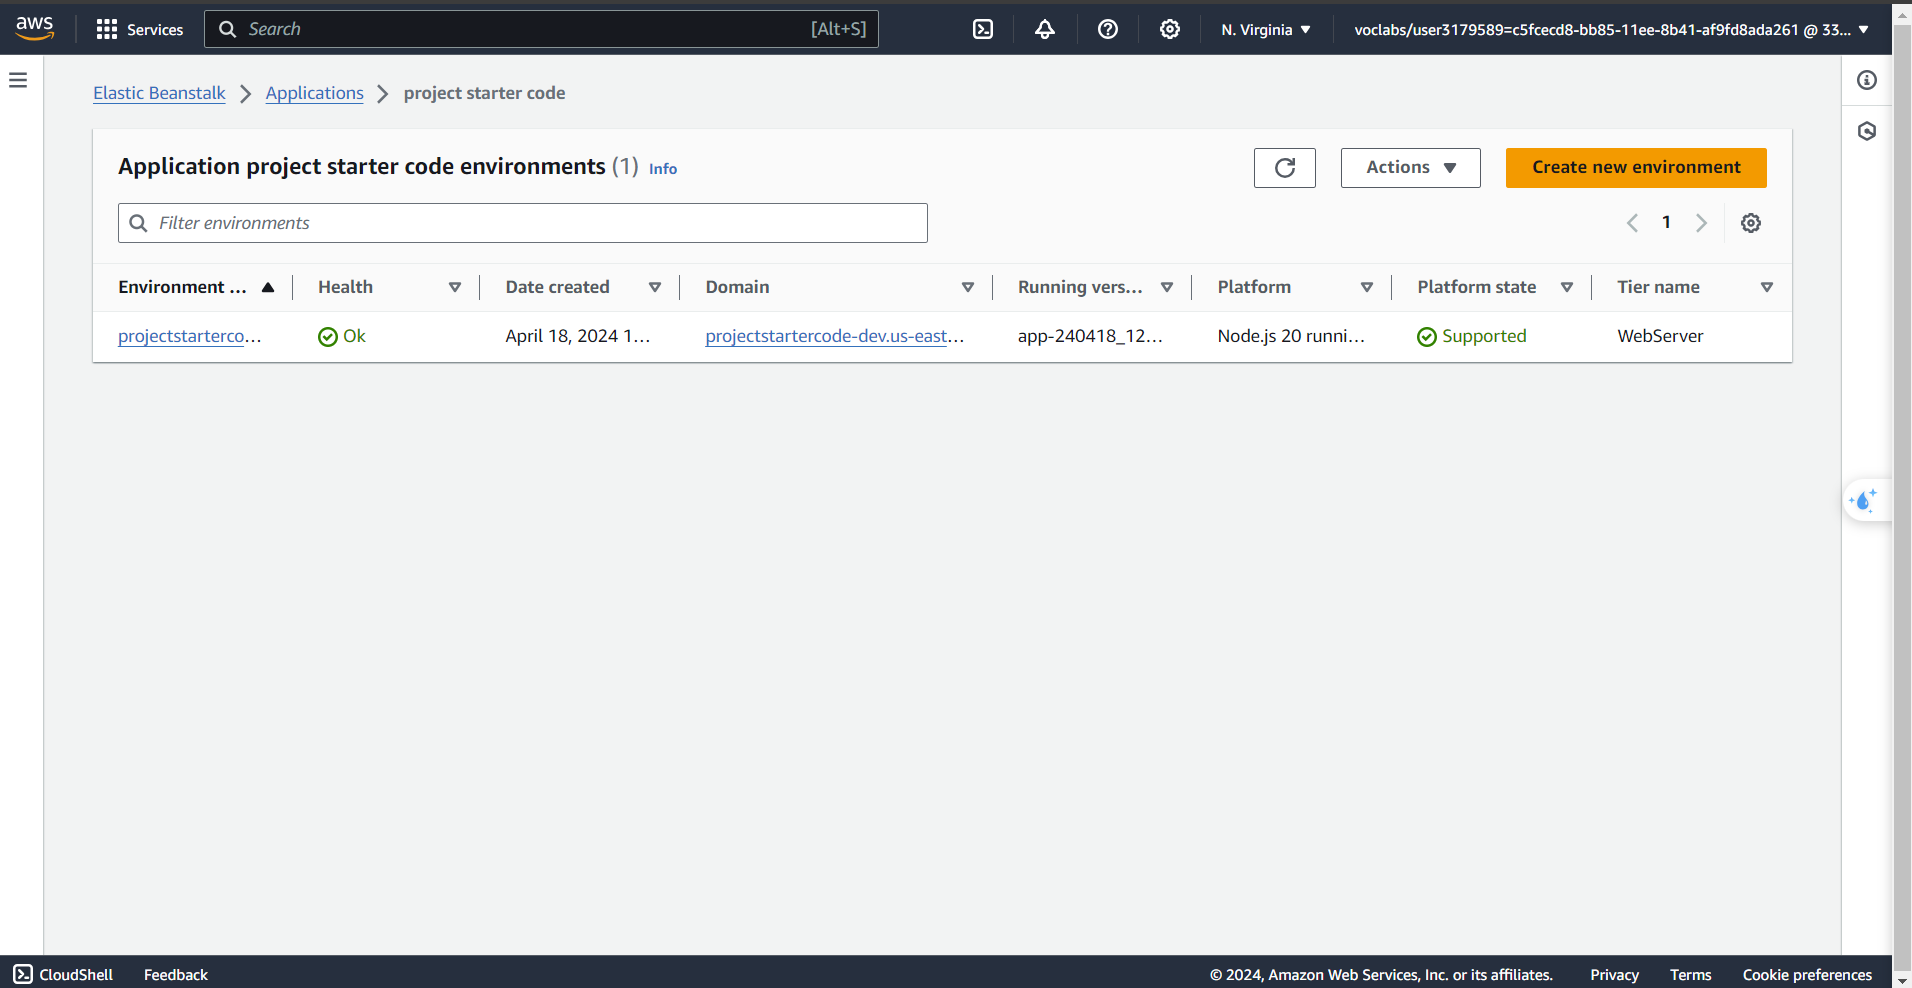 aws Services Search [Alt+S] N. Virginia voclabs/user3179589=c5fcecd8-bb85-11ee-8b41-af9fd8ada261 @ 33...
Elastic Beanstalk Applications project starter code
Application project starter code environments (1) Info Actions Create new environment
Filter environments 1
Environment ... Health Date created Domain Running vers... Platform Platform state Tier name
projectstarterco... Ok April 18, 2024 1... projectstartercode-dev.us-east... app-240418_12... Node.js 20 runni... Supported WebServer
CloudShell Feedback © 2024, Amazon Web Services, Inc. or its affiliates. Privacy Terms Cookie preferences